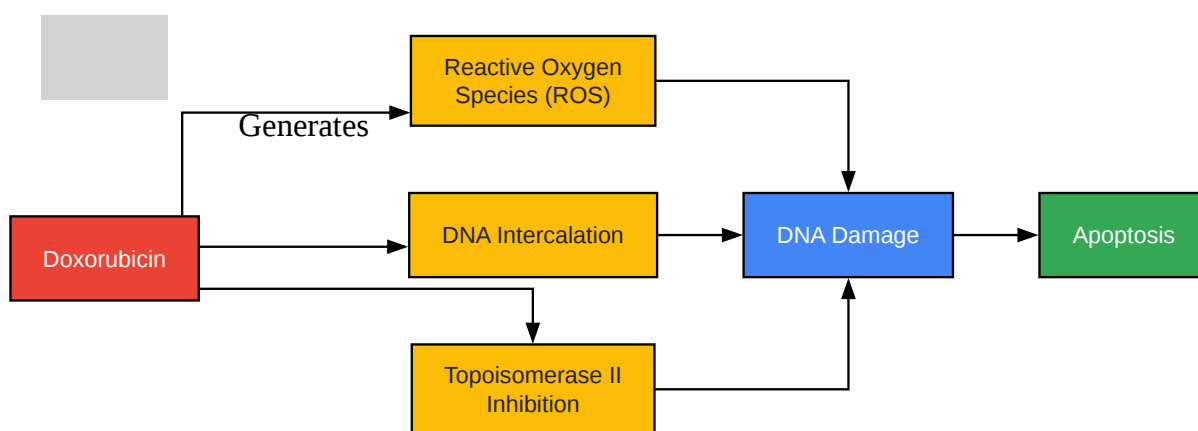 Reactive Oxygen
Species (ROS)
Generates
Doxorubicin
DNA Intercalation
DNA Damage
Apoptosis
Topoisomerase II
Inhibition